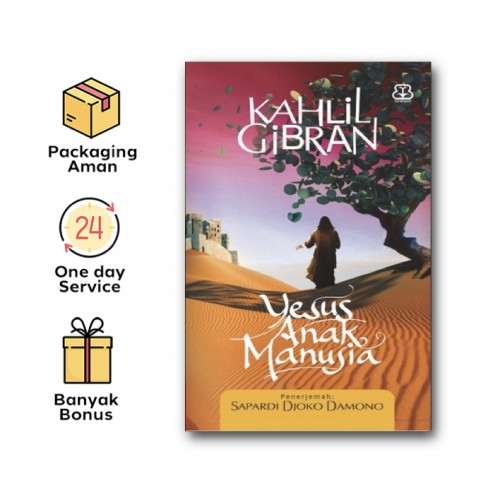 KAHLIL
GIBRAN
Packaging
Aman
24
One day
Service
Yesus
Anak
Manusia
Banyak
Bonus
Penerjemah:
SAPARDI DJOKO DAMONO